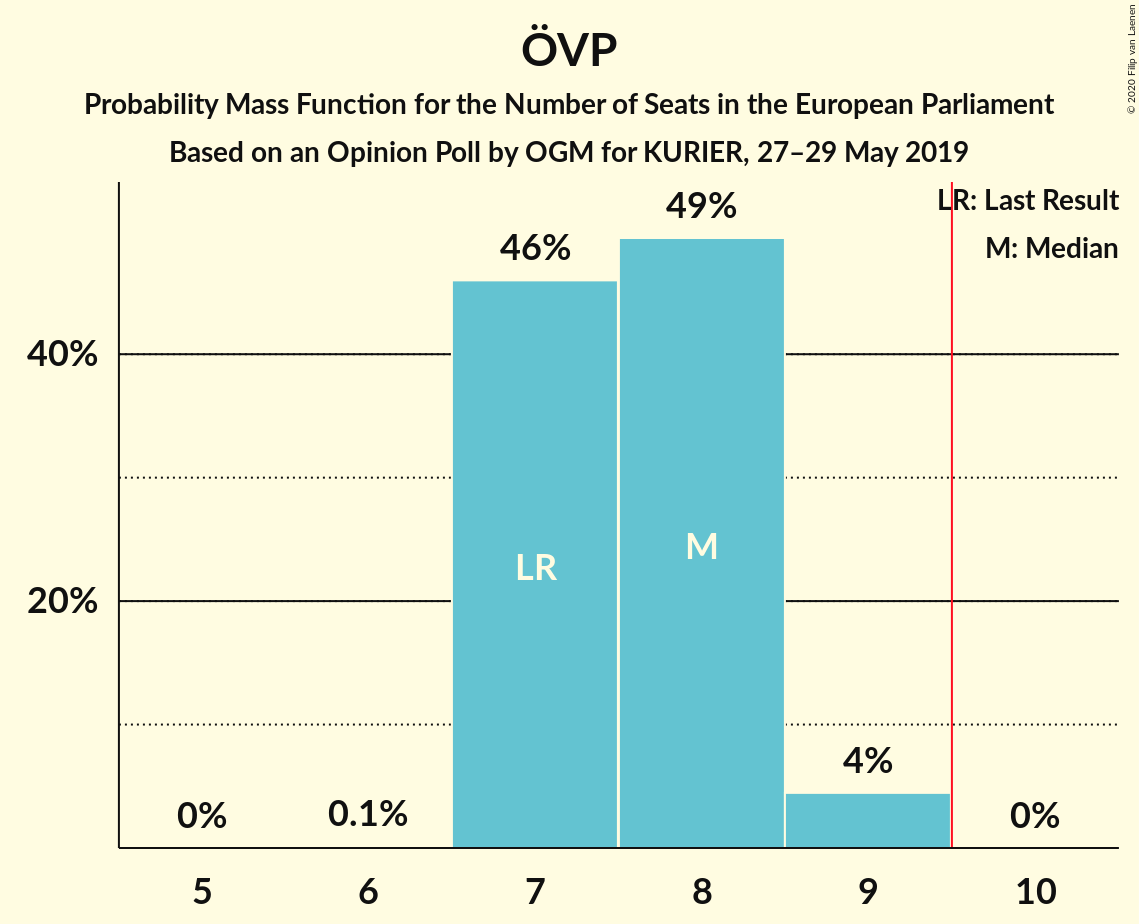 ÖVP
Probability Mass Function for the Number of Seats in the European Parliament
Based on an Opinion Poll by OGM for KURIER, 27–29 May 2019
© 2020 Filip van Laenen
LR: Last Result
M: Median
49%
46%
40%
LR
M
20%
4%
0%
0.1%
0%
5 6 7 8 9 10